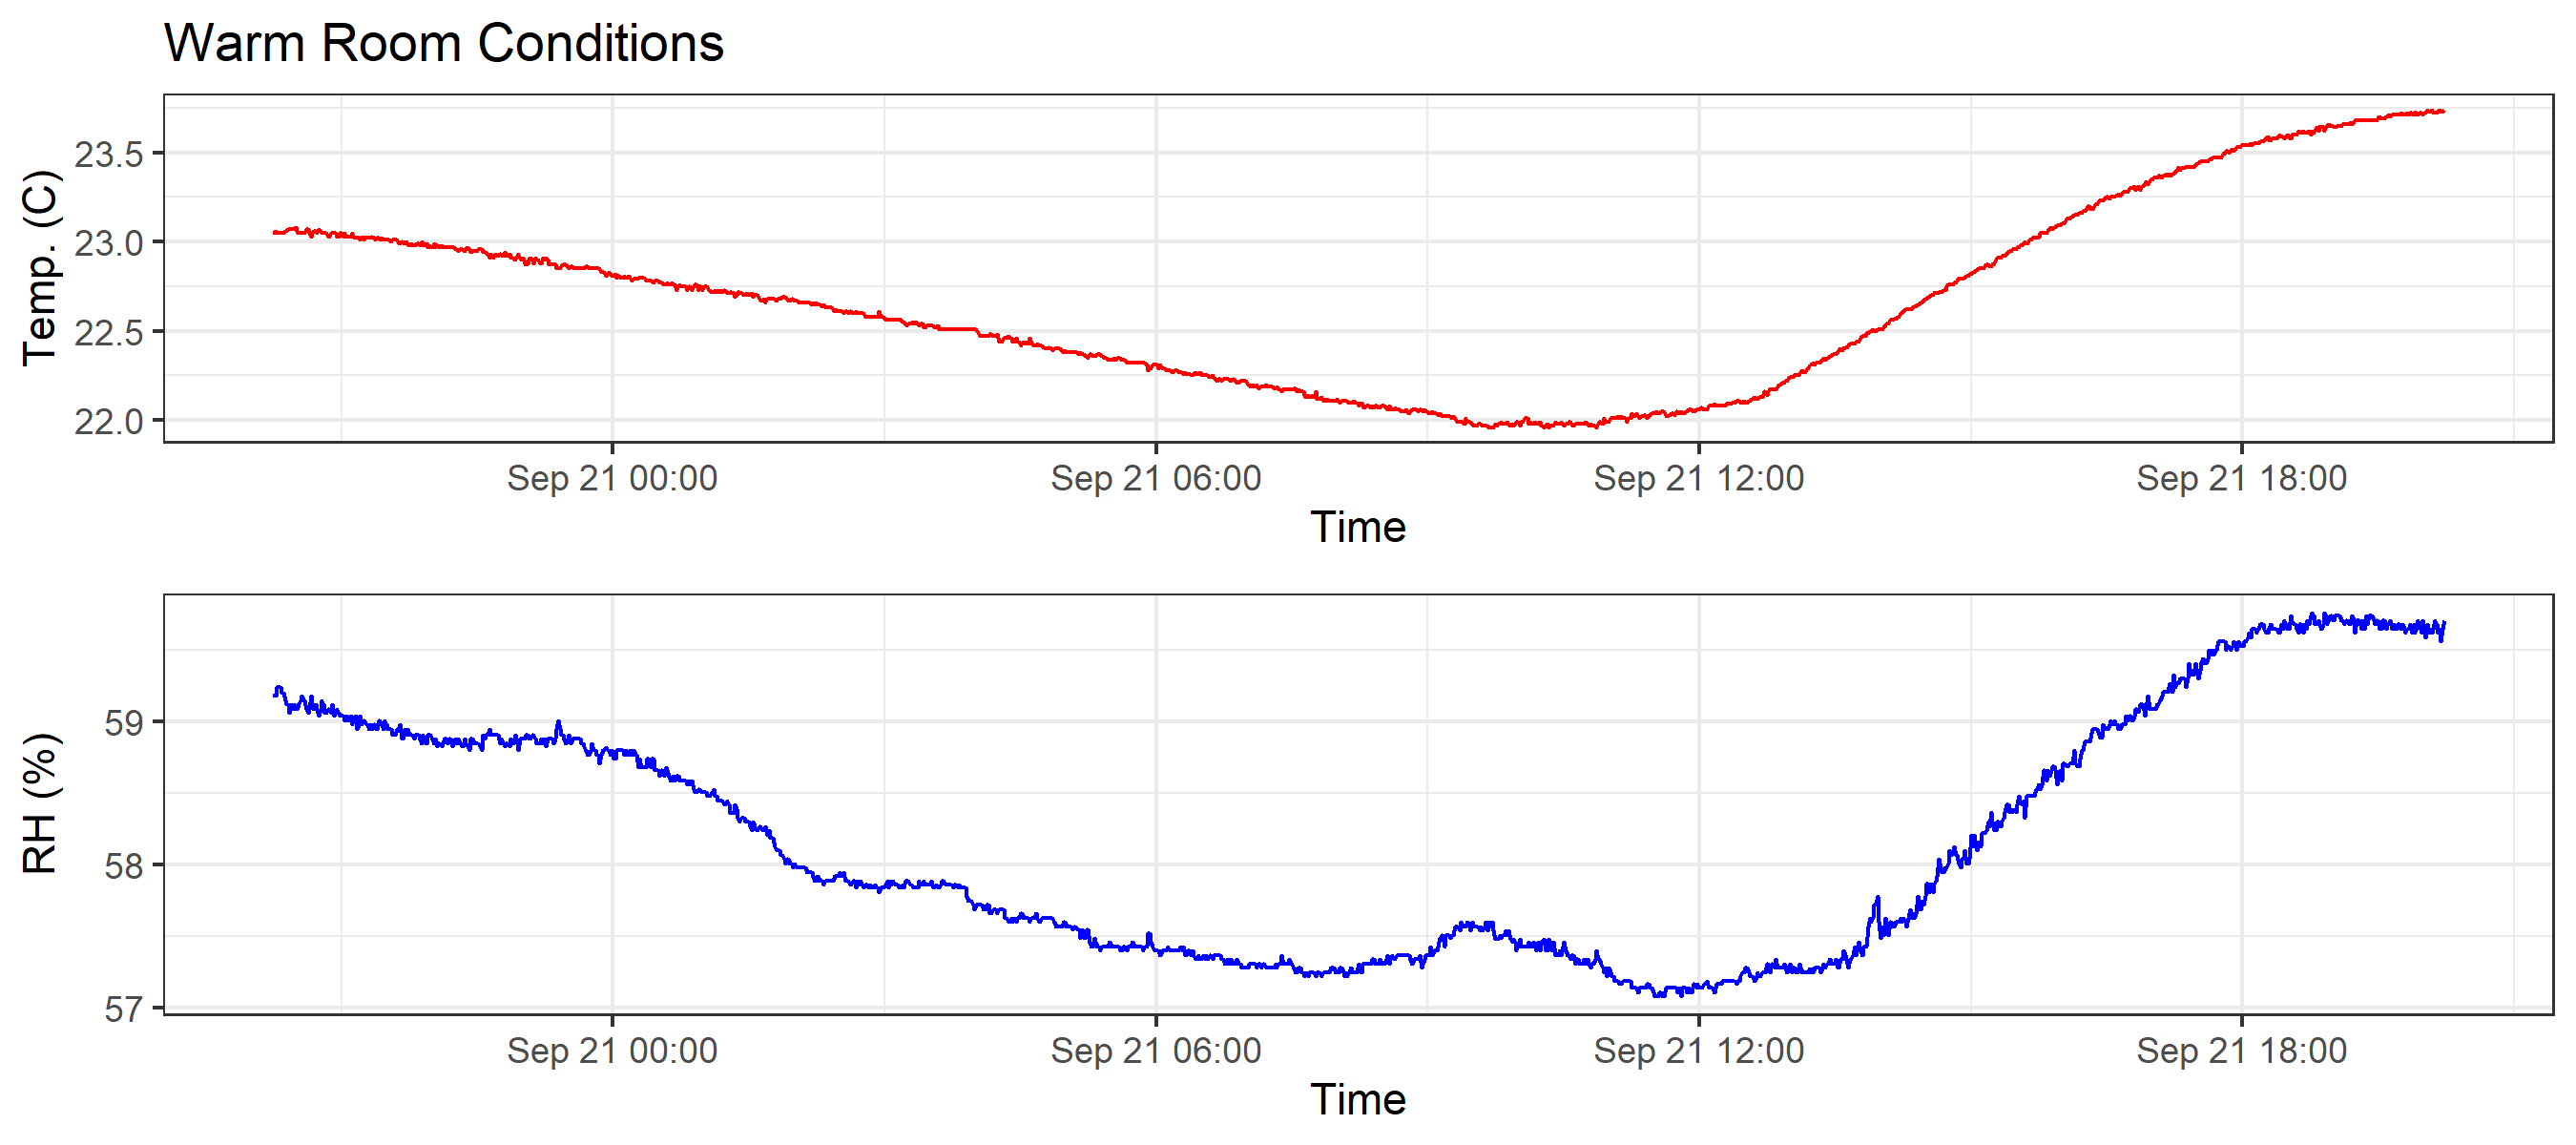 Warm Room Conditions
Temp. (C)
23.5
23.0
22.5
22.0
Sep 21 00:00 Sep 21 06:00 Sep 21 12:00 Sep 21 18:00
Time
RH (%)
59
58
57
Sep 21 00:00 Sep 21 06:00 Sep 21 12:00 Sep 21 18:00
Time